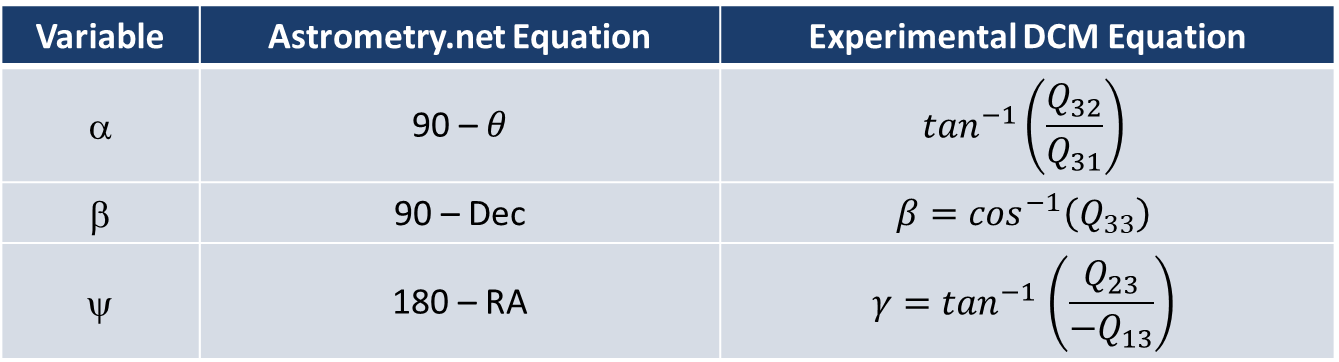 Variable Astrometry.net Equation Experimental DCM Equation
α 90 – θ tan⁻¹(Q₃₂/Q₃₁)
β 90 – Dec β = cos⁻¹(Q₃₃)
ψ 180 – RA γ = tan⁻¹(Q₂₃/−Q₁₃)